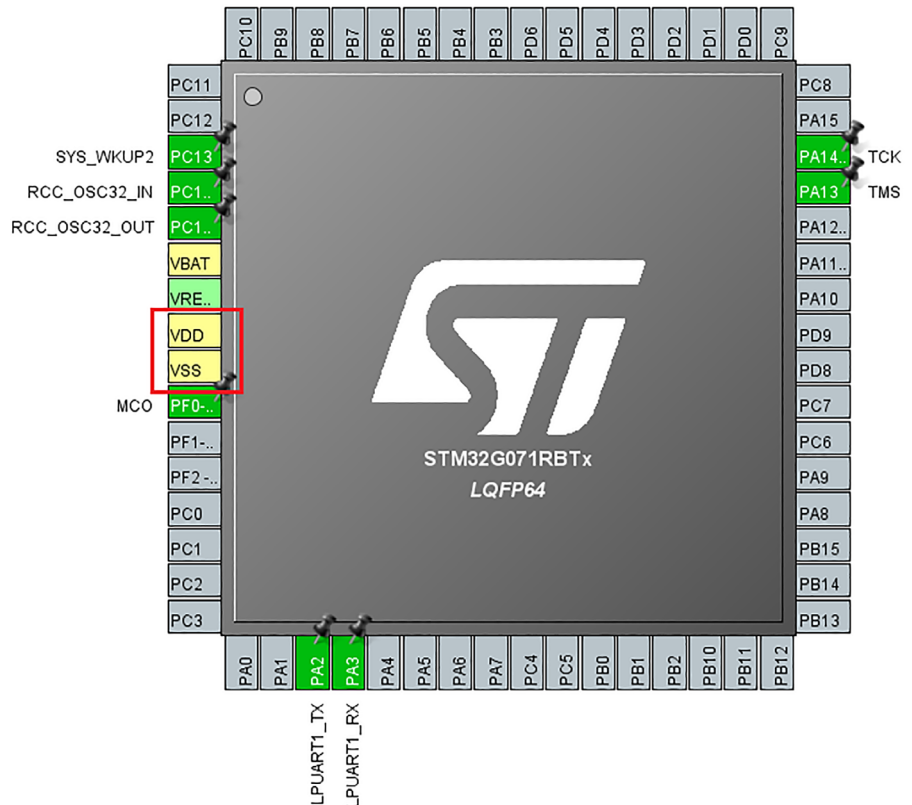 PC10
PB9
PB8
PB7
PB6
PB5
PB4
PB3
PD6
PD5
PD4
PD3
PD2
PD1
PD0
PC9
PC11
PC12
SYS_WKUP2 PC13
RCC_OSC32_IN PC1..
RCC_OSC32_OUT PC1..
VBAT
VRE..
VDD
VSS
MCO PF0-..
PF1-..
PF2-..
PC0
PC1
PC2
PC3
ST
STM32G071RBTx
LQFP64
PC8
PA15
PA14.. TCK
PA13 TMS
PA12..
PA11..
PA10
PD9
PD8
PC7
PC6
PA9
PA8
PB15
PB14
PB13
PA0
PA1
PA2
PA3
PA4
PA5
PA6
PA7
PC4
PC5
PB0
PB1
PB2
PB10
PB11
PB12
LPUART1_TX
LPUART1_RX